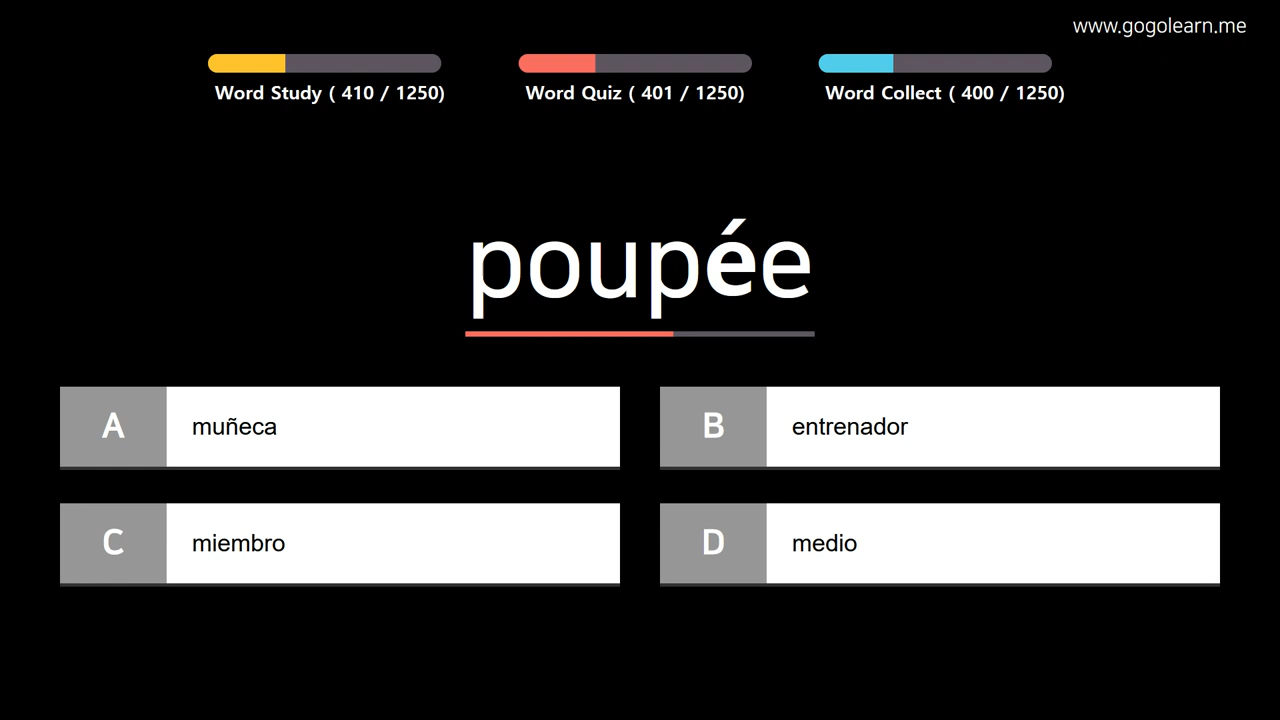 www.gogolearn.me
Word Study ( 410 / 1250)
Word Quiz ( 401 / 1250)
Word Collect ( 400 / 1250)
poupée
A muñeca
B entrenador
C miembro
D medio